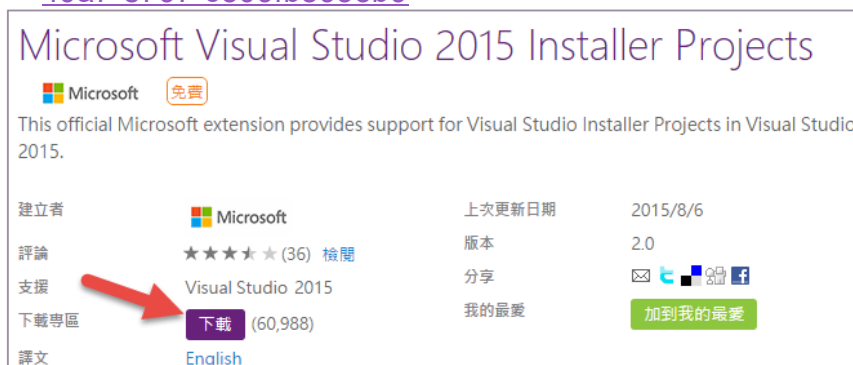 Microsoft Visual Studio 2015 Installer Projects
Microsoft 免費
This official Microsoft extension provides support for Visual Studio Installer Projects in Visual Studio
2015.
建立者 Microsoft 上次更新日期 2015/8/6
評論 (36) 檢閱 版本 2.0
支援 Visual Studio 2015 分享
下載專區 下載 (60,988) 我的最愛 加到我的最愛
譯文 English